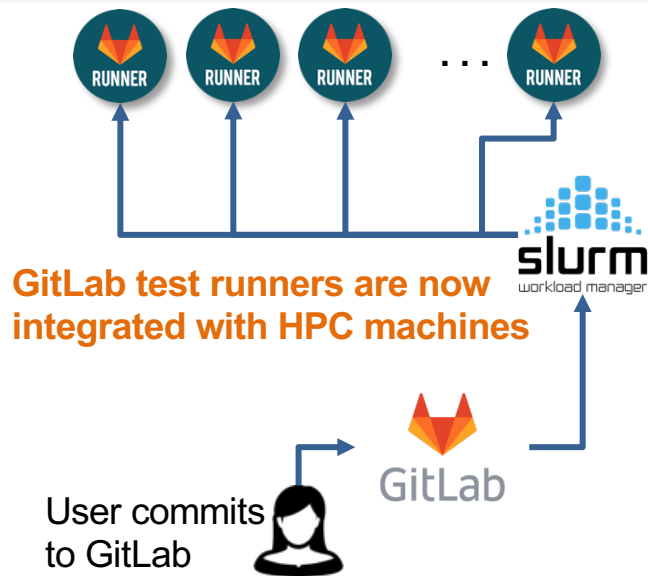 RUNNER
RUNNER
RUNNER
. . .
RUNNER
slurm
workload manager
GitLab test runners are now
integrated with HPC machines
GitLab
User commits
to GitLab